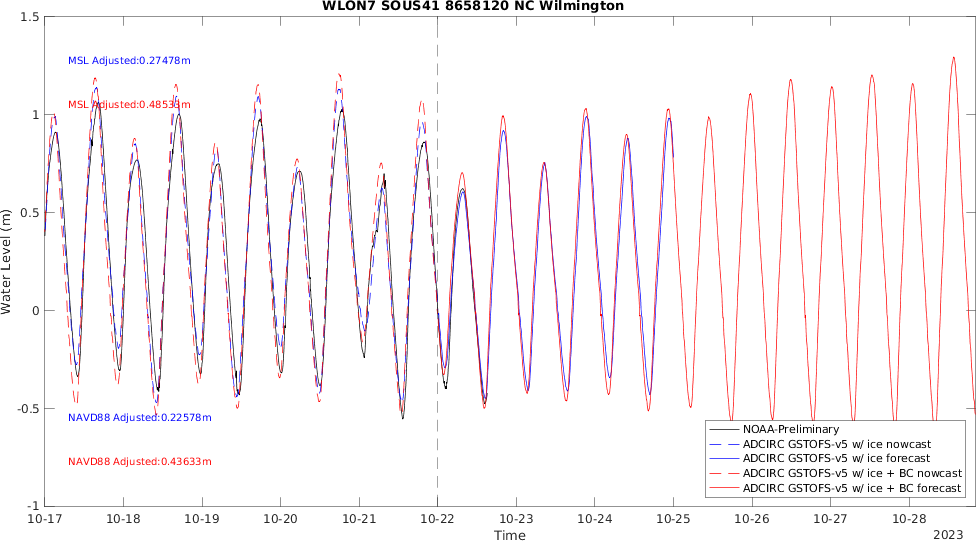 WLON7 SOUS41 8658120 NC Wilmington
1.5
1
0.5
0
-0.5
-1
Water Level (m)
MSL Adjusted:0.27478m
MSL Adjusted:0.48533m
NAVD88 Adjusted:0.22578m
NAVD88 Adjusted:0.43633m
NOAA-Preliminary
ADCIRC GSTOFS-v5 w/ ice nowcast
ADCIRC GSTOFS-v5 w/ ice forecast
ADCIRC GSTOFS-v5 w/ ice + BC nowcast
ADCIRC GSTOFS-v5 w/ ice + BC forecast
10-17 10-18 10-19 10-20 10-21 10-22 10-23 10-24 10-25 10-26 10-27 10-28
Time
2023